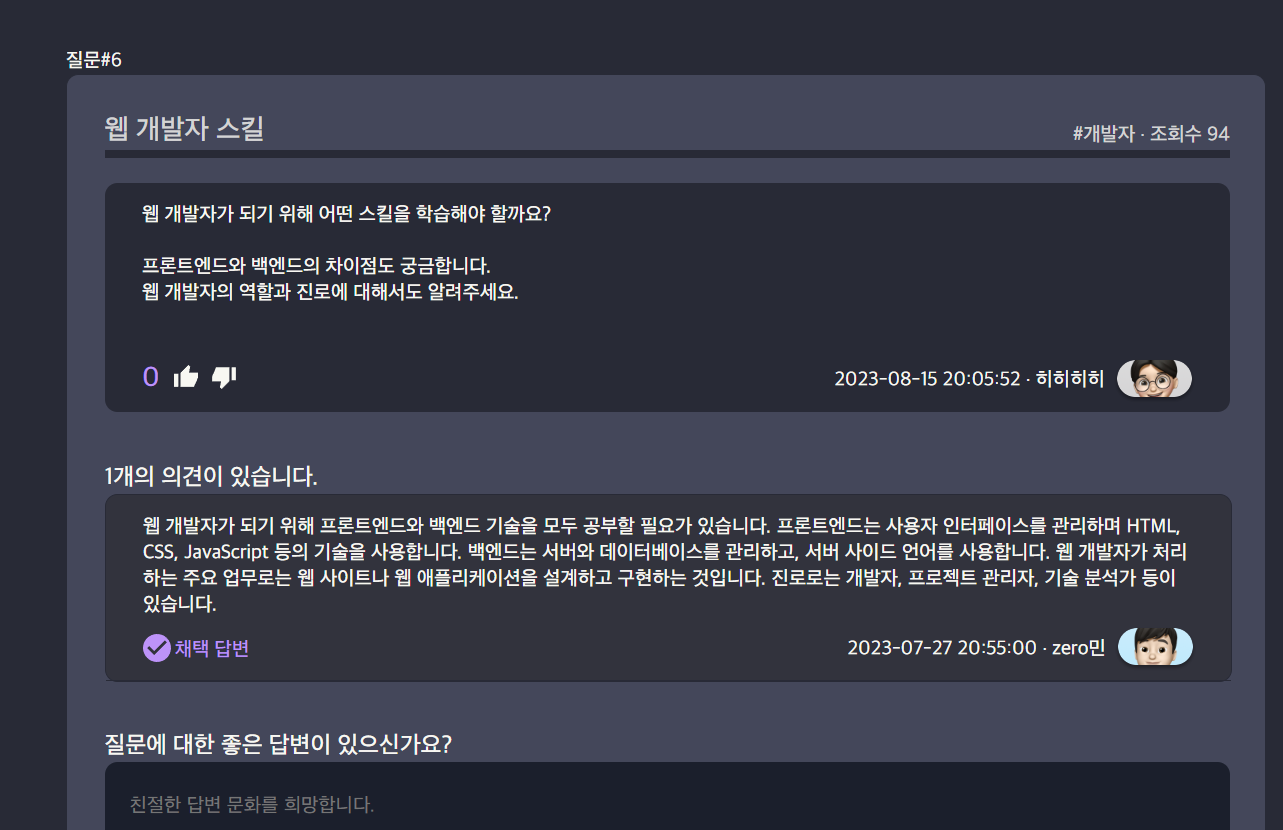 질문#6
웹 개발자 스킬
#개발자 · 조회수 94
웹 개발자가 되기 위해 어떤 스킬을 학습해야 할까요?
프론트엔드와 백엔드의 차이점도 궁금합니다.
웹 개발자의 역할과 진로에 대해서도 알려주세요.
0
2023-08-15 20:05:52 · 히히히히
1개의 의견이 있습니다.
웹 개발자가 되기 위해 프론트엔드와 백엔드 기술을 모두 공부할 필요가 있습니다. 프론트엔드는 사용자 인터페이스를 관리하며 HTML,
CSS, JavaScript 등의 기술을 사용합니다. 백엔드는 서버와 데이터베이스를 관리하고, 서버 사이드 언어를 사용합니다. 웹 개발자가 처리
하는 주요 업무로는 웹 사이트나 웹 애플리케이션을 설계하고 구현하는 것입니다. 진로로는 개발자, 프로젝트 관리자, 기술 분석가 등이
있습니다.
채택 답변
2023-07-27 20:55:00 · zero민
질문에 대한 좋은 답변이 있으신가요?
친절한 답변 문화를 희망합니다.